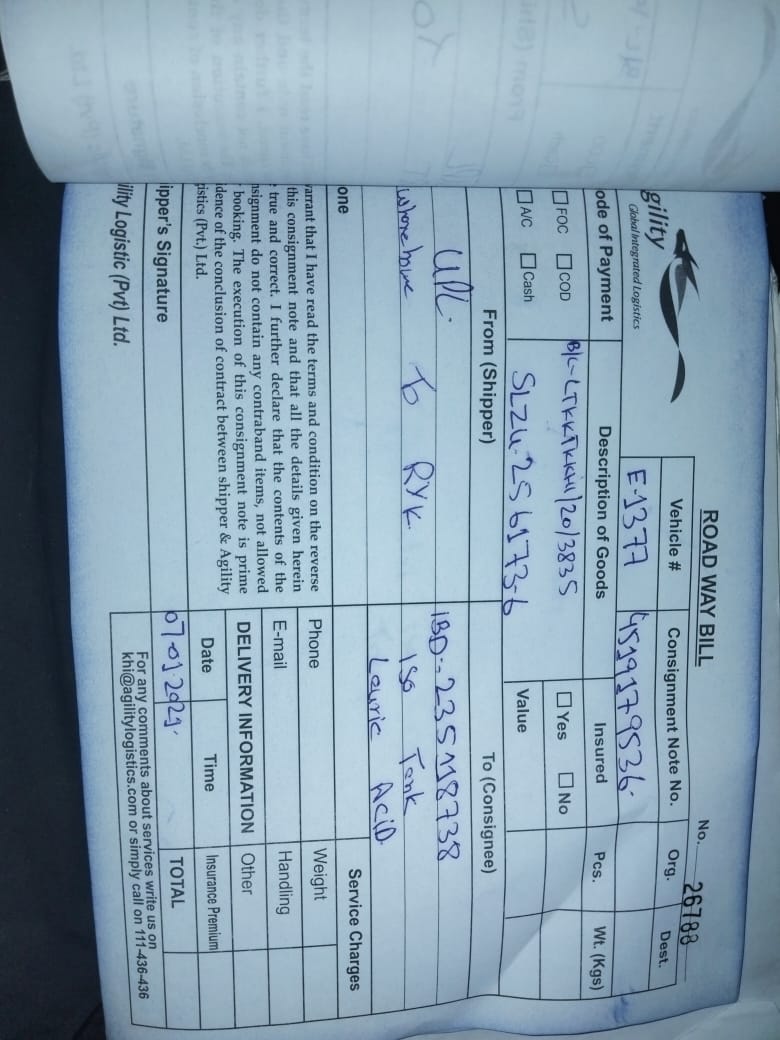 ROAD WAY BILL
No. 26788
gility
Global Integrated Logistics
Vehicle #
Consignment Note No.
Org.
Dest.
E-1377
4519179536
ode of Payment
Description of Goods
Insured
Pcs.
Wt. (Kgs)
FOC
COD
B/L-LTKKTKKHI/20/3835
Yes
No
A/C
Cash
SLZU-256173-6
Value
From (Shipper)
To (Consignee)
UPL.
IBD:-235118738
To RYK
ISO Tank
Lauric AciD
one
Service Charges
arrant that I have read the terms and condition on the reverse
this consignment note and that all the details given herein
true and correct. I further declare that the contents of the
nsignment do not contain any contraband items, not allowed
booking. The execution of this consignment note is prime
idence of the conclusion of contract between shipper & Agility
gistics (Pvt.) Ltd.
Phone
Weight
E-mail
Handling
DELIVERY INFORMATION
Other
Date
Time
Insurance Premium
ipper's Signature
07-01-2021.
TOTAL
ility Logistic (Pvt) Ltd.
For any comments about services write us on
khi@agilitylogistics.com or simply call on 111-436-436